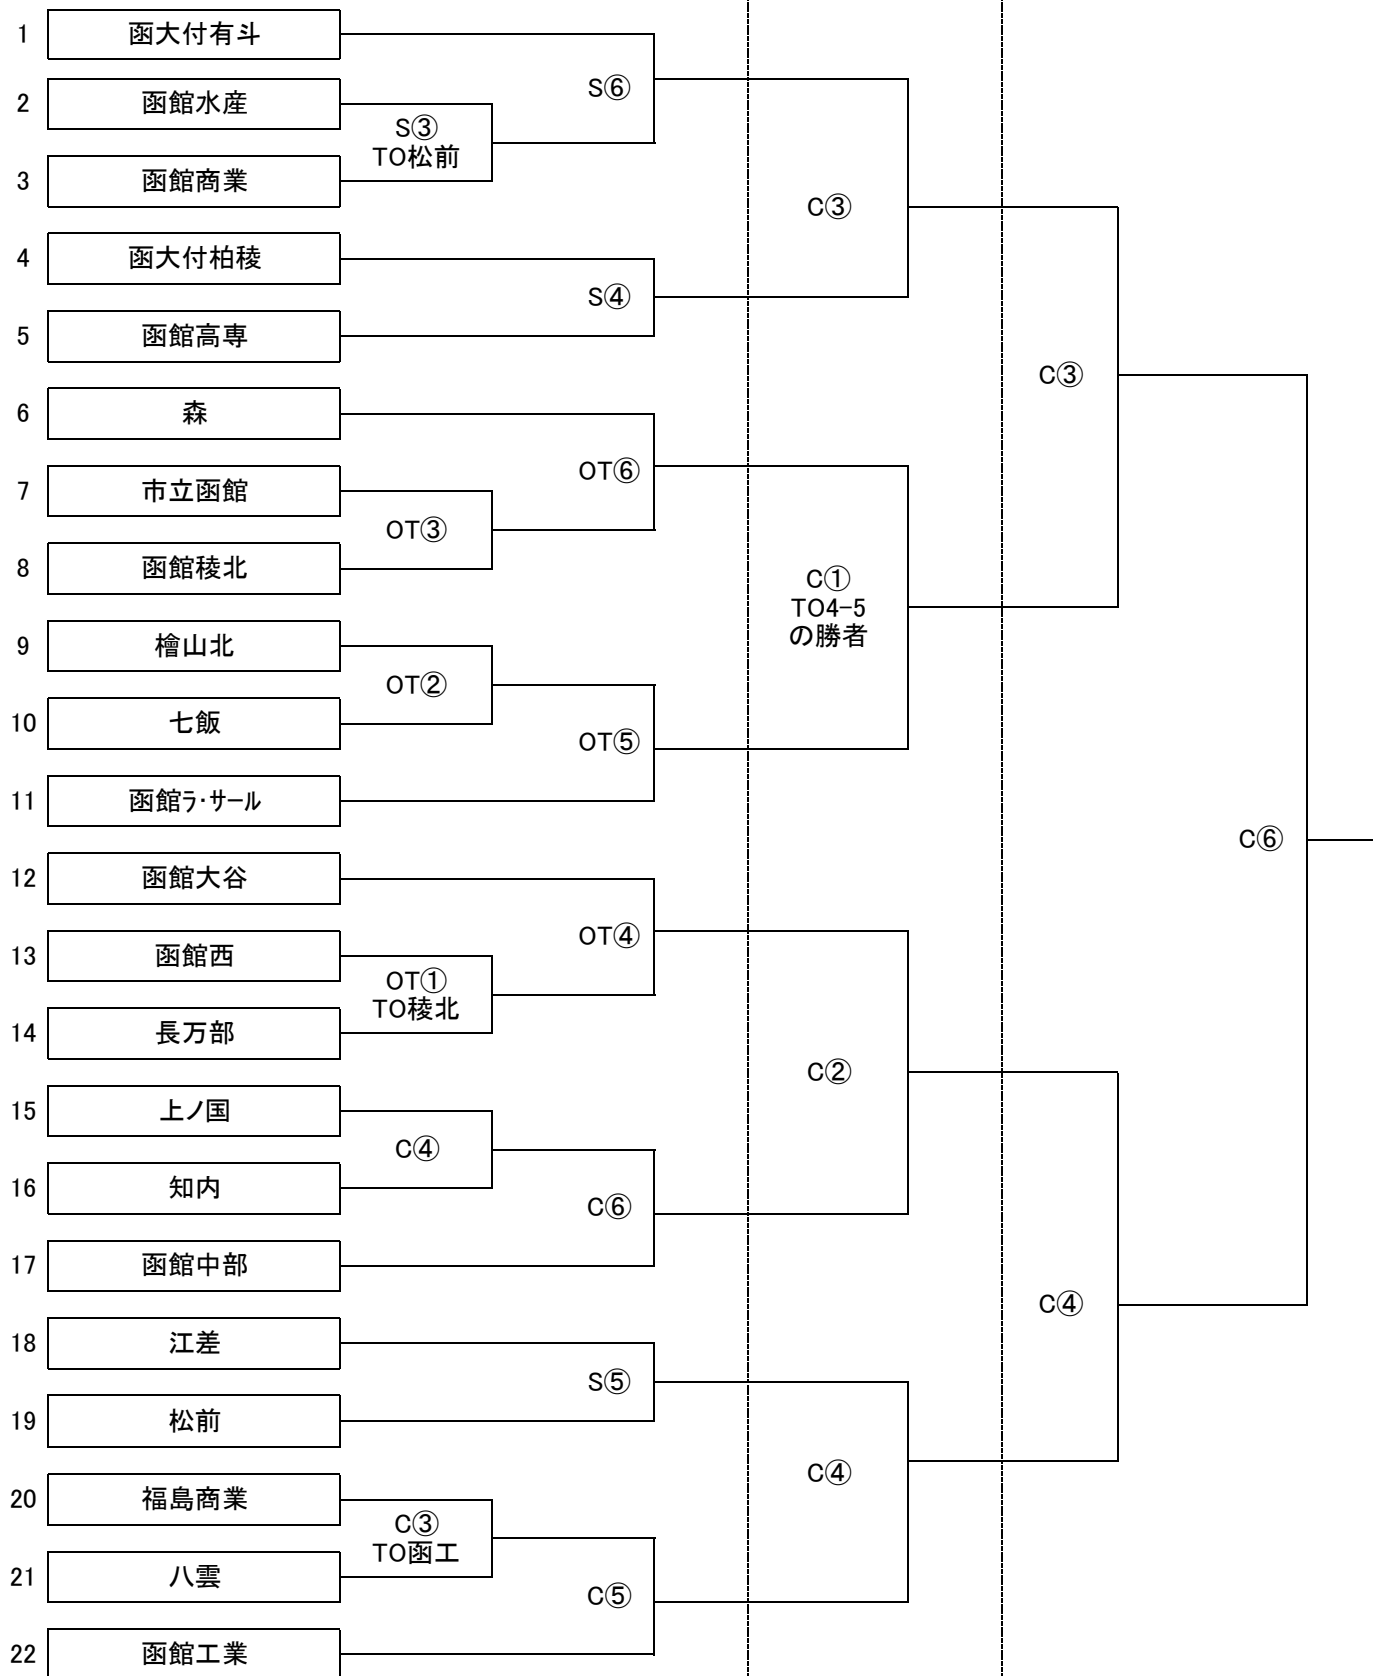 1 函大付有斗
S⑥
2 函館水産
S③
TO松前
3 函館商業
C③
4 函大付柏稜
S④
5 函館高専
C③
6 森
OT⑥
7 市立函館
OT③
8 函館稜北
C①
TO4-5
の勝者
9 檜山北
OT②
10 七飯
OT⑤
11 函館ラ・サール
C⑥
12 函館大谷
OT④
13 函館西
OT①
TO稜北
14 長万部
C②
15 上ノ国
C④
16 知内
C⑥
17 函館中部
C④
18 江差
S⑤
19 松前
C④
20 福島商業
C③
TO函工
21 八雲
C⑤
22 函館工業